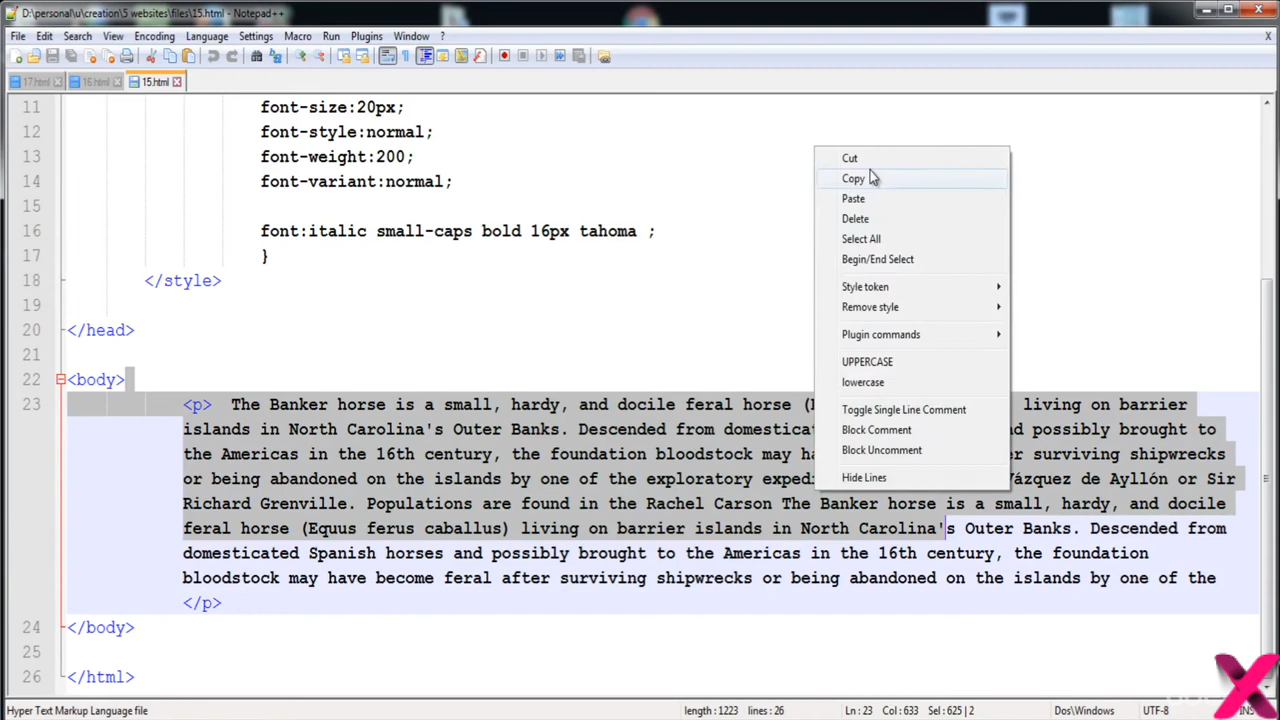 D:\personal\u\creation\5 websites\files\15.html - Notepad++
File Edit Search View Encoding Language Settings Macro Run Plugins Window ? X
17.html 16.html 15.html
11 font-size:20px;
12 font-style:normal;
13 font-weight:200;
14 font-variant:normal;
15
16 font:italic small-caps bold 16px tahoma ;
17 }
18 </style>
19
20 </head>
21
22 <body>
23 <p> The Banker horse is a small, hardy, and docile feral horse ( living on barrier
islands in North Carolina's Outer Banks. Descended from domesticat d possibly brought to
the Americas in the 16th century, the foundation bloodstock may ha r surviving shipwrecks
or being abandoned on the islands by one of the exploratory expedi Vázquez de Ayllón or Sir
Richard Grenville. Populations are found in the Rachel Carson The Banker horse is a small, hardy, and docile
feral horse (Equus ferus caballus) living on barrier islands in North Carolina's Outer Banks. Descended from
domesticated Spanish horses and possibly brought to the Americas in the 16th century, the foundation
bloodstock may have become feral after surviving shipwrecks or being abandoned on the islands by one of the
</p>
24 </body>
25
26 </html>
Cut
Copy
Paste
Delete
Select All
Begin/End Select
Style token
Remove style
Plugin commands
UPPERCASE
lowercase
Toggle Single Line Comment
Block Comment
Block Uncomment
Hide Lines
Hyper Text Markup Language file length : 1223 lines : 26 Ln : 23 Col : 633 Sel : 625 | 2 Dos\Windows UTF-8 INS